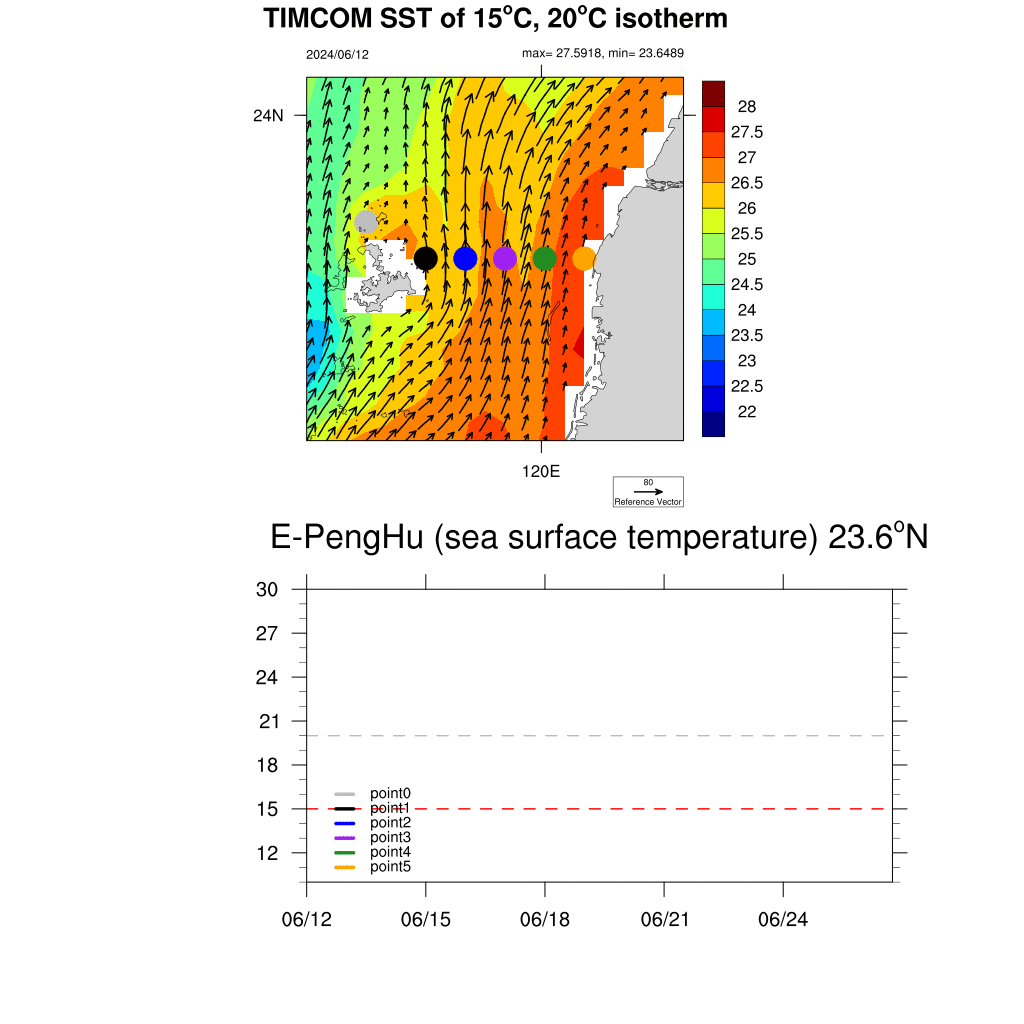 TIMCOM SST of 15°C, 20°C isotherm
2024/06/12
max= 27.5918, min= 23.6489
24N
28
27.5
27
26.5
26
25.5
25
24.5
24
23.5
23
22.5
22
120E
80
Reference Vector
E-PengHu (sea surface temperature) 23.6°N
30
27
24
21
18
15
12
point0
point1
point2
point3
point4
point5
06/12
06/15
06/18
06/21
06/24